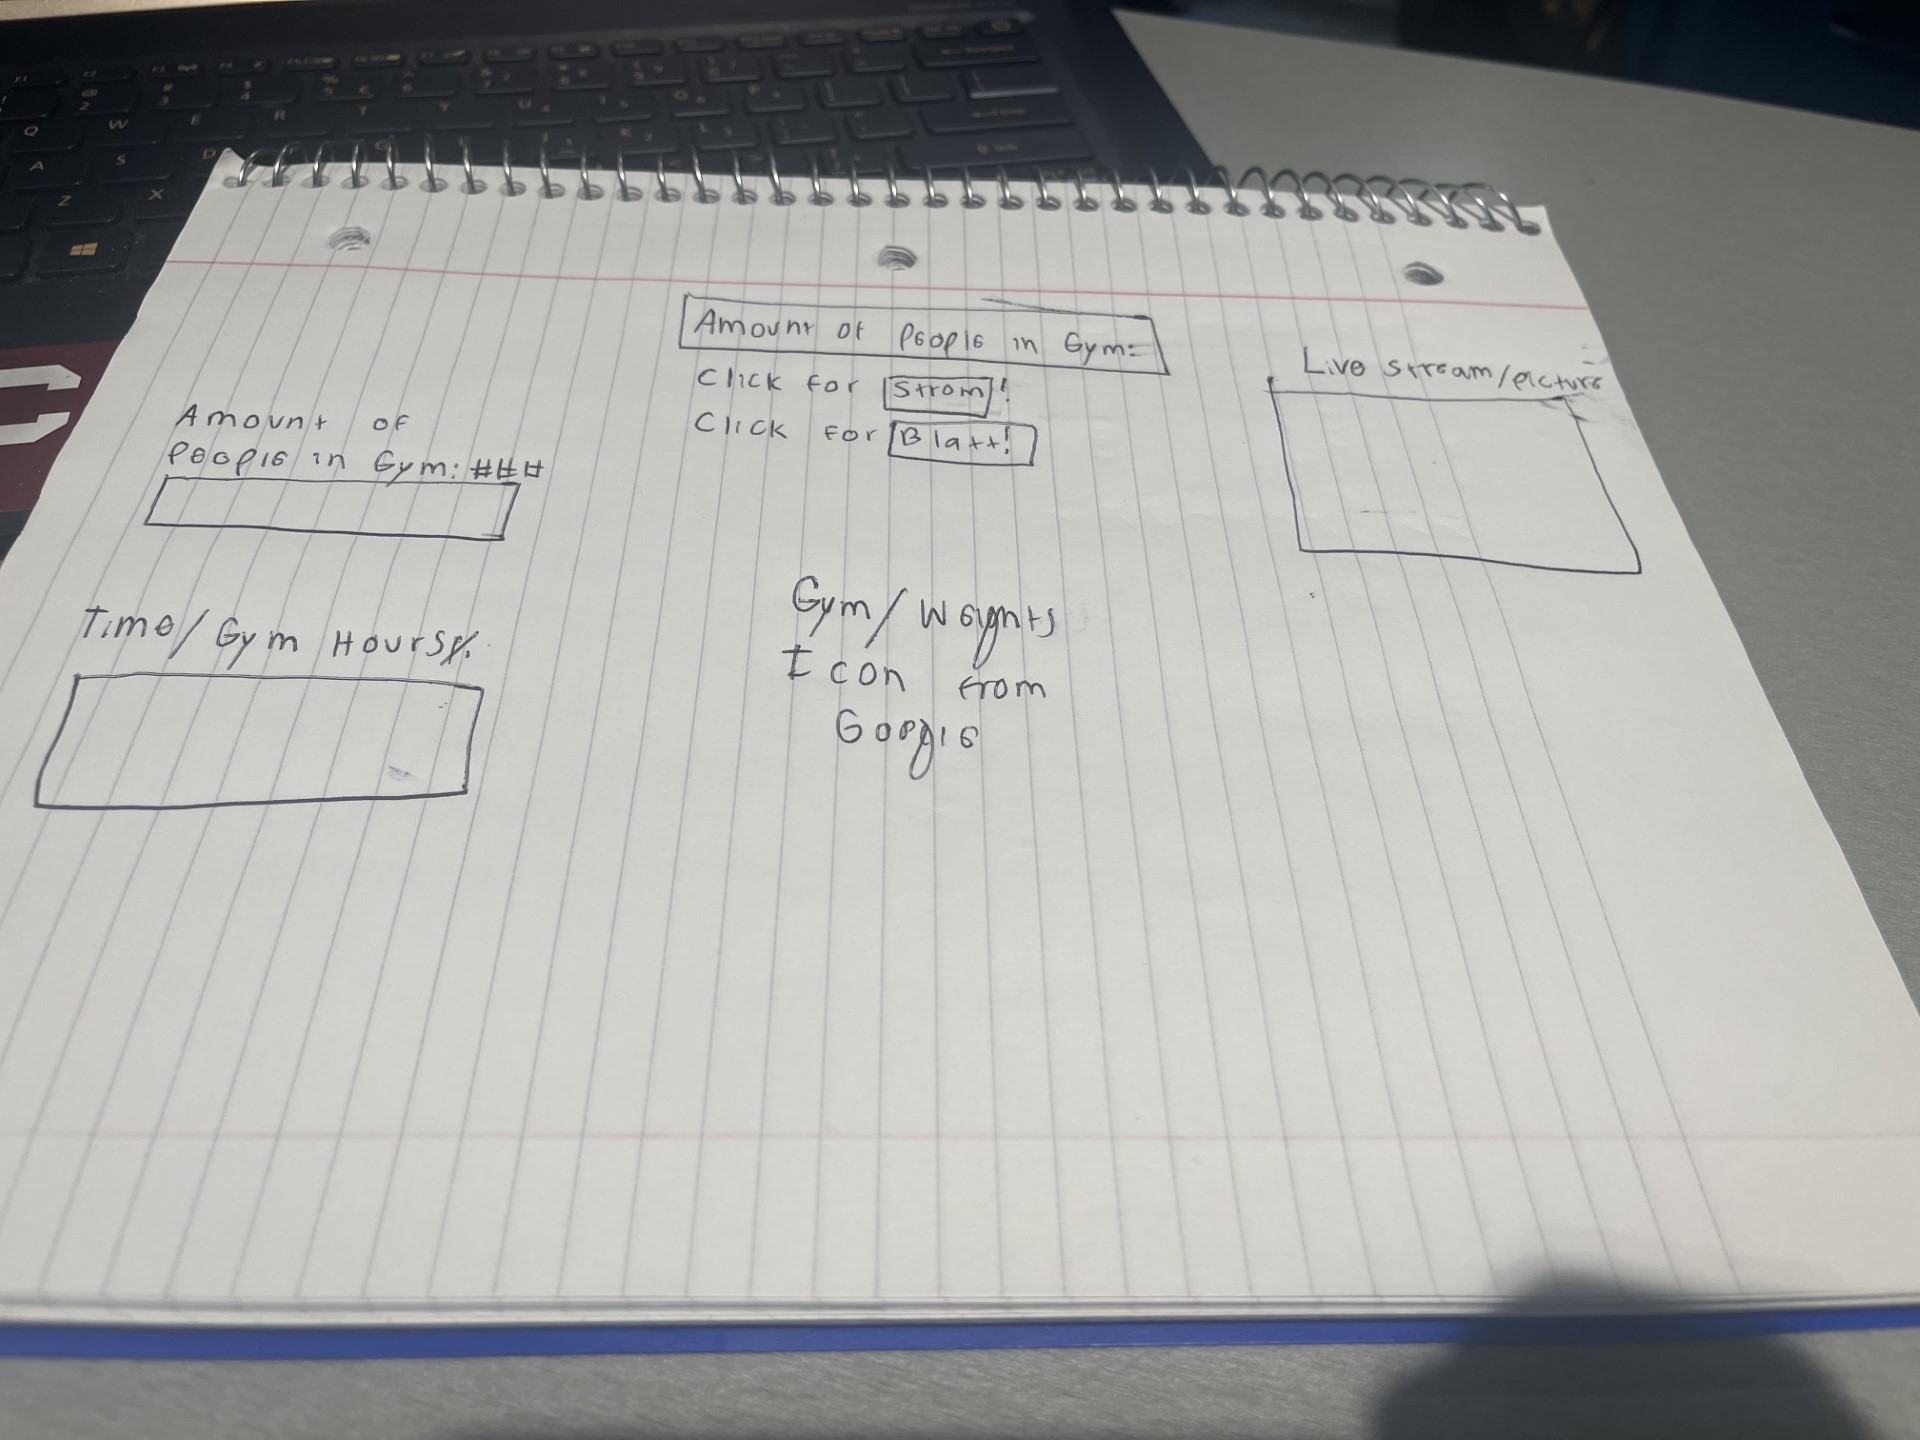 Amount of People in Gym:
Click for Strom!
Click for Blatt!
Live stream/picture
Amount of
People in Gym: ###
Time/Gym Hours
Gym/Weights
Icon from
Google